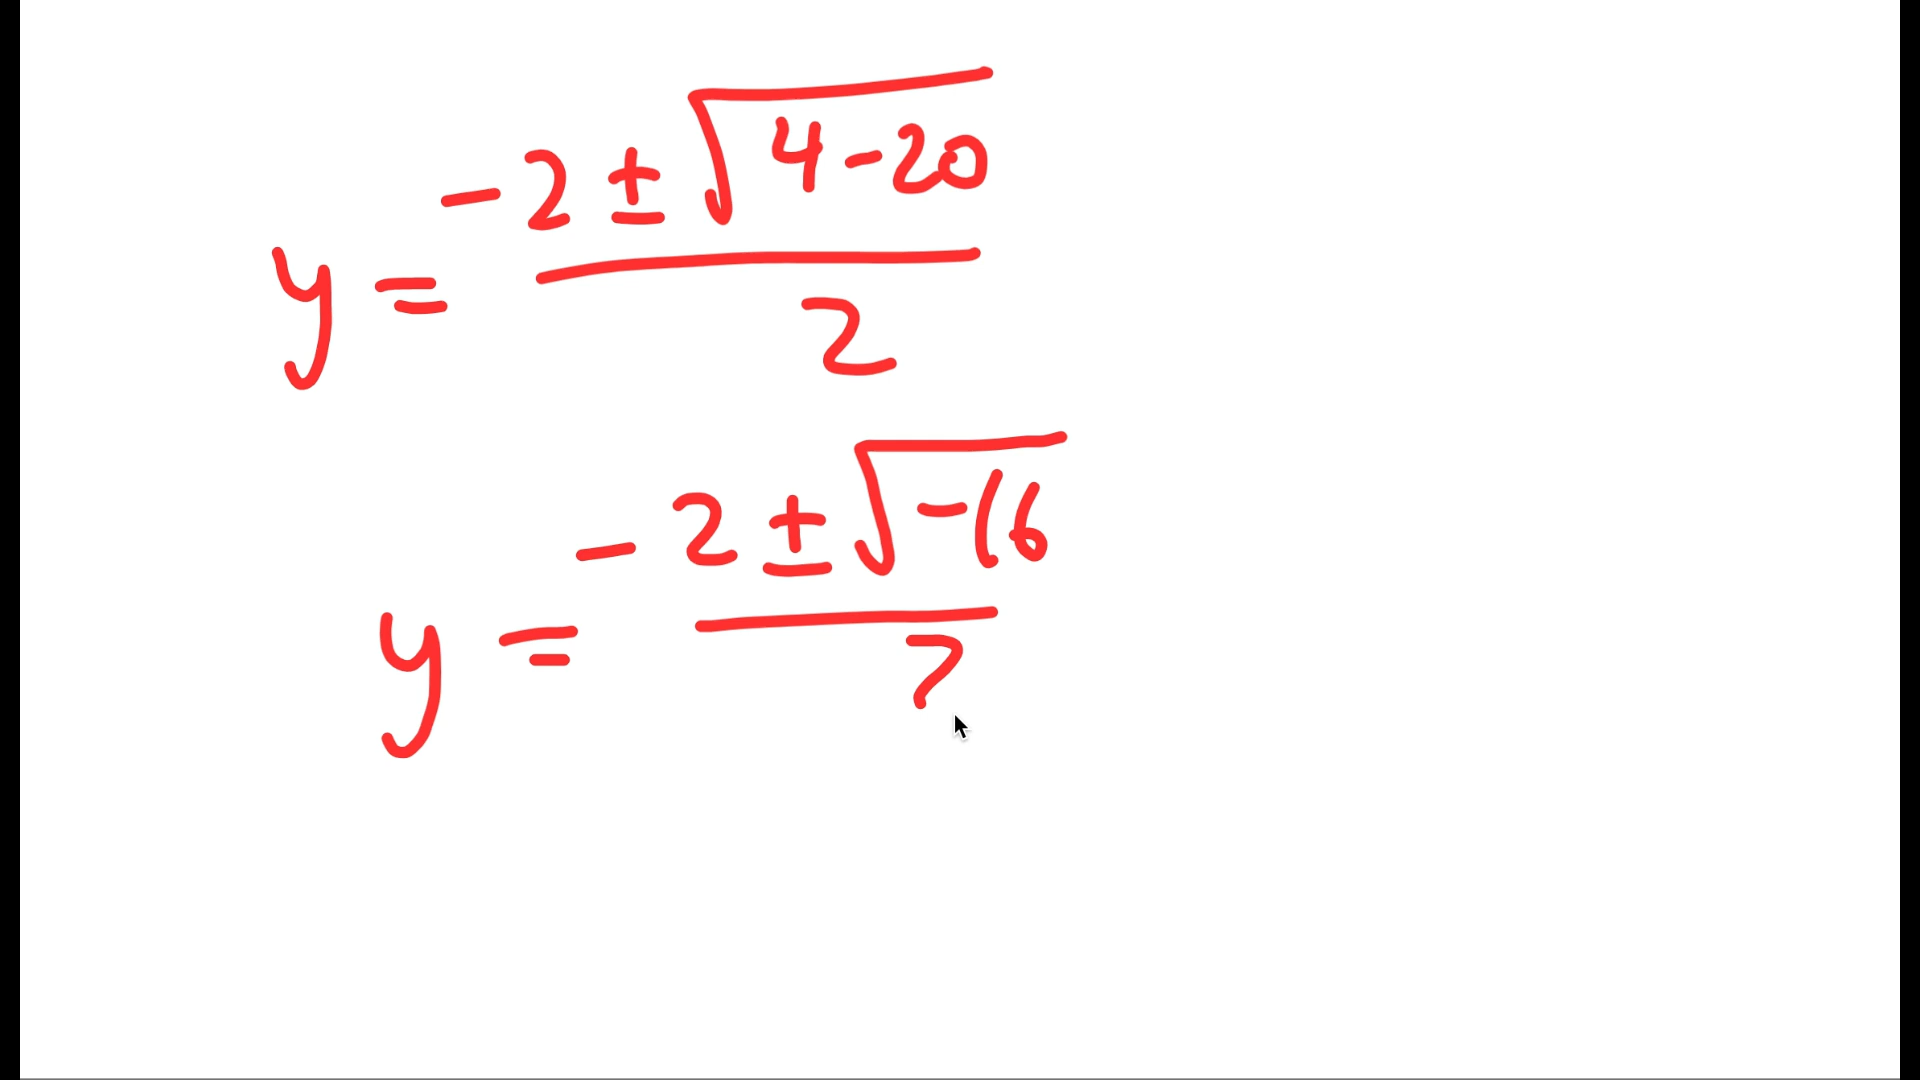 y = (-2 ± √(4-20)) / 2
y = (-2 ± √(-16)) / 2